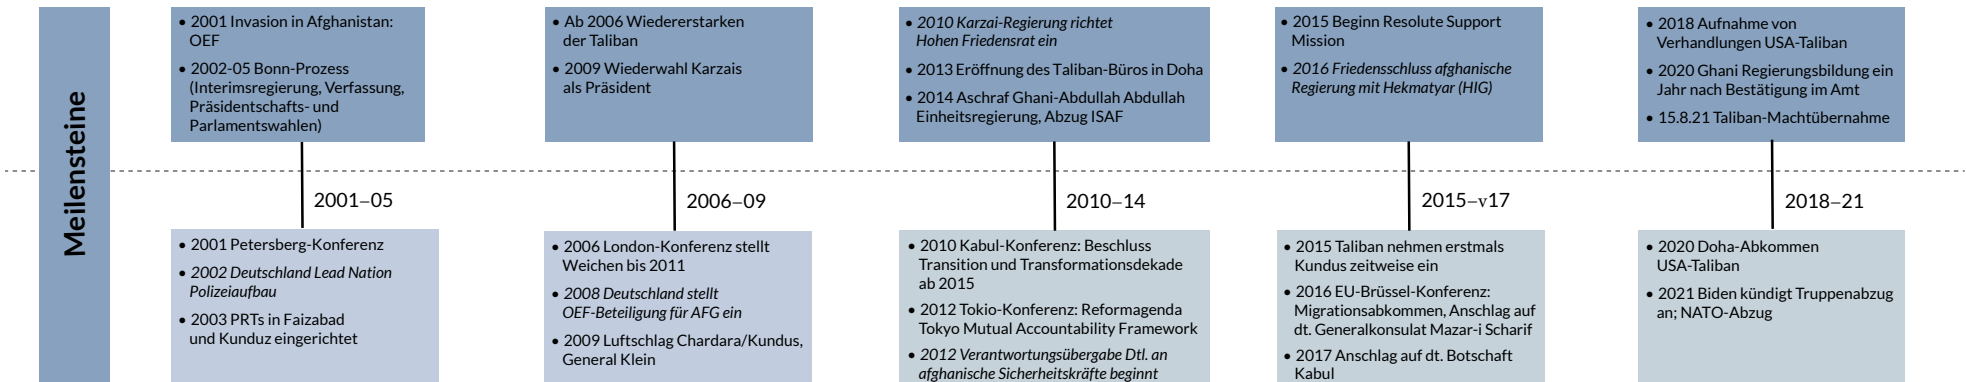 Meilensteine
• 2001 Invasion in Afghanistan:
OEF
• 2002-05 Bonn-Prozess
(Interimsregierung, Verfassung,
Präsidentschafts- und
Parlamentswahlen)
2001–05
• 2001 Petersberg-Konferenz
• 2002 Deutschland Lead Nation
Polizeiaufbau
• 2003 PRTs in Faizabad
und Kunduz eingerichtet
• Ab 2006 Wiedererstarken
der Taliban
• 2009 Wiederwahl Karzais
als Präsident
2006–09
• 2006 London-Konferenz stellt
Weichen bis 2011
• 2008 Deutschland stellt
OEF-Beteiligung für AFG ein
• 2009 Luftschlag Chardara/Kundus,
General Klein
• 2010 Karzai-Regierung richtet
Hohen Friedensrat ein
• 2013 Eröffnung des Taliban-Büros in Doha
• 2014 Aschraf Ghani-Abdullah Abdullah
Einheitsregierung, Abzug ISAF
2010–14
• 2010 Kabul-Konferenz: Beschluss
Transition und Transformationsdekade
ab 2015
• 2012 Tokio-Konferenz: Reformagenda
Tokyo Mutual Accountability Framework
• 2012 Verantwortungsübergabe Dtl. an
afghanische Sicherheitskräfte beginnt
• 2015 Beginn Resolute Support
Mission
• 2016 Friedensschluss afghanische
Regierung mit Hekmatyar (HIG)
2015–v17
• 2015 Taliban nehmen erstmals
Kundus zeitweise ein
• 2016 EU-Brüssel-Konferenz:
Migrationsabkommen, Anschlag auf
dt. Generalkonsulat Mazar-i Scharif
• 2017 Anschlag auf dt. Botschaft
Kabul
• 2018 Aufnahme von
Verhandlungen USA-Taliban
• 2020 Ghani Regierungsbildung ein
Jahr nach Bestätigung im Amt
• 15.8.21 Taliban-Machtübernahme
2018–21
• 2020 Doha-Abkommen
USA-Taliban
• 2021 Biden kündigt Truppenabzug
an; NATO-Abzug